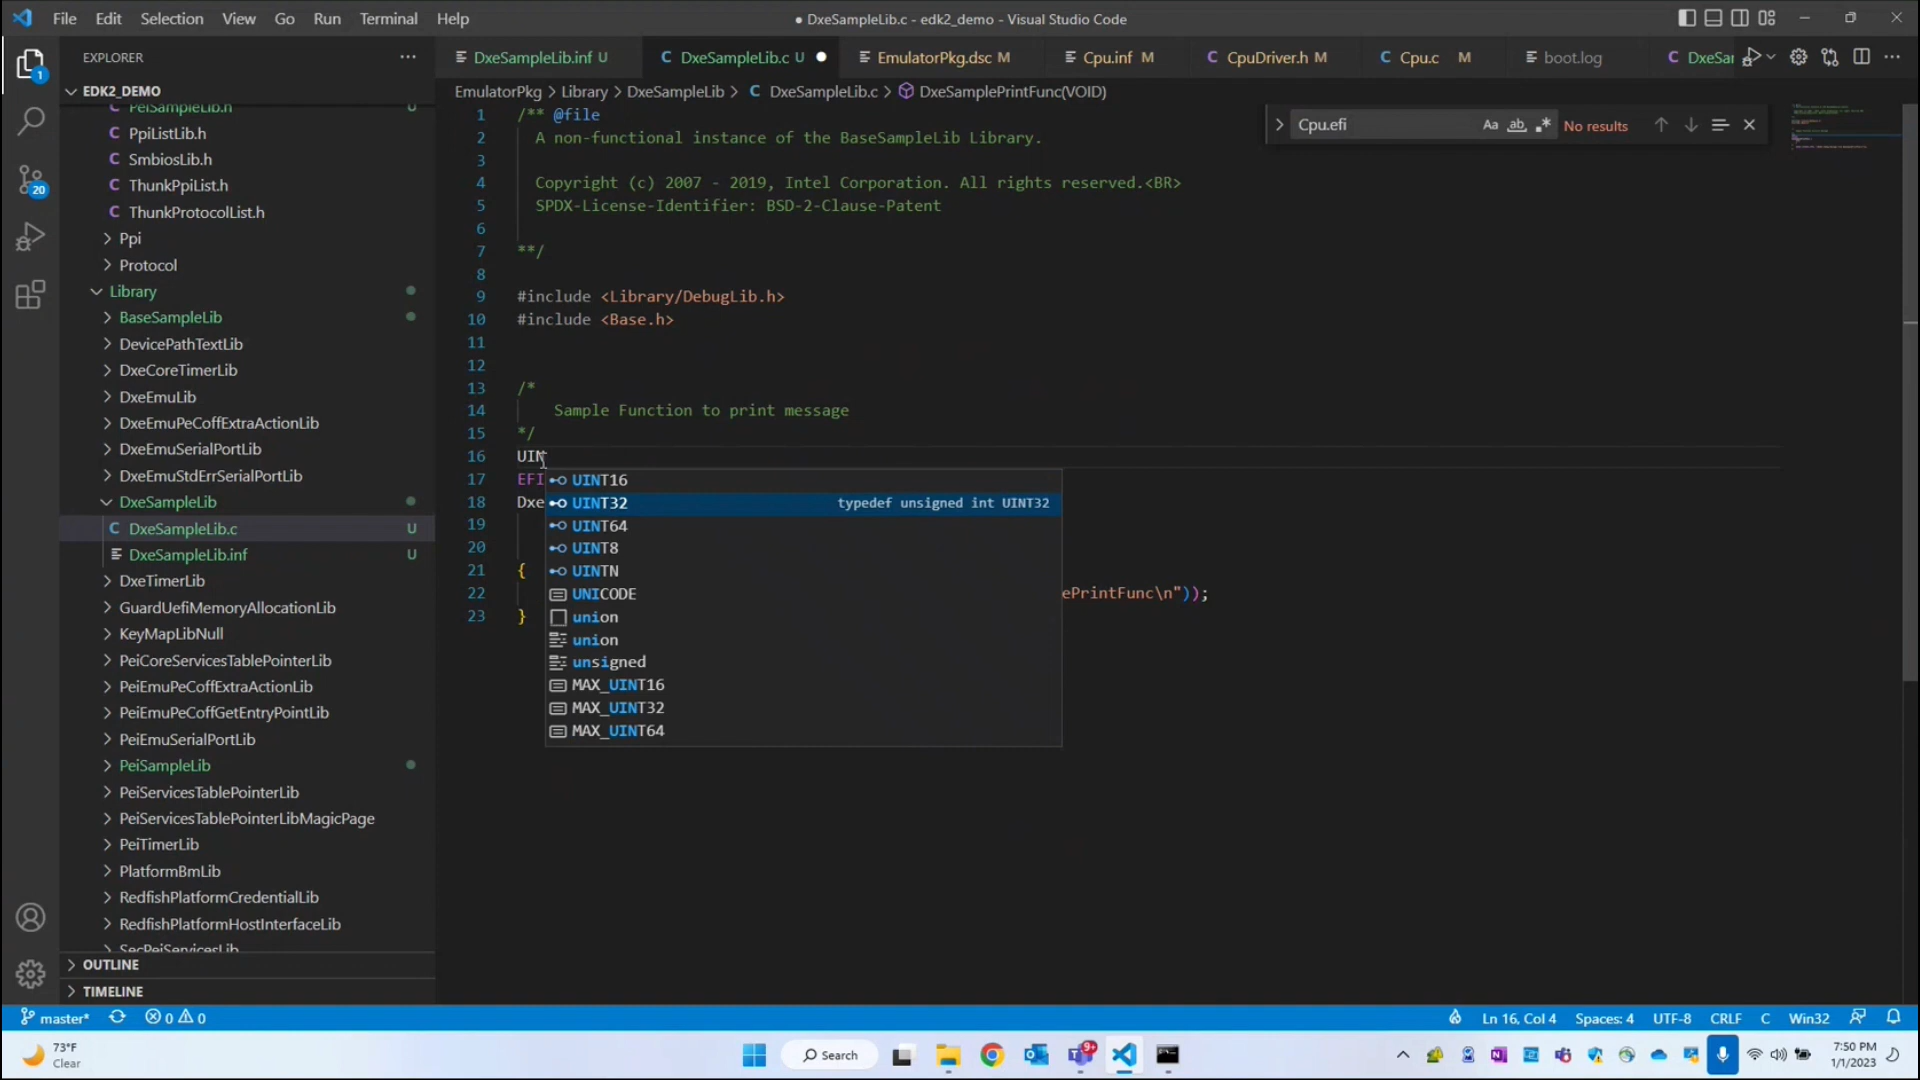 File Edit Selection View Go Run Terminal Help
● DxeSampleLib.c - edk2_demo - Visual Studio Code
EXPLORER
DxeSampleLib.inf U
DxeSampleLib.c U
EmulatorPkg.dsc M
Cpu.inf M
CpuDriver.h M
Cpu.c M
boot.log
DxeSar
1
EDK2_DEMO
EmulatorPkg > Library > DxeSampleLib > C DxeSampleLib.c > DxeSamplePrintFunc(VOID)
Cpu.efi Aa ab No results
PeiSampleLib.h U
PpiListLib.h
SmbiosLib.h
20
ThunkPpiList.h
ThunkProtocolList.h
Ppi
Protocol
Library
BaseSampleLib
DevicePathTextLib
DxeCoreTimerLib
DxeEmuLib
DxeEmuPeCoffExtraActionLib
DxeEmuSerialPortLib
DxeEmuStdErrSerialPortLib
DxeSampleLib
DxeSampleLib.c U
DxeSampleLib.inf U
DxeTimerLib
GuardUefiMemoryAllocationLib
KeyMapLibNull
PeiCoreServicesTablePointerLib
PeiEmuPeCoffExtraActionLib
PeiEmuPeCoffGetEntryPointLib
PeiEmuSerialPortLib
PeiSampleLib
PeiServicesTablePointerLib
PeiServicesTablePointerLibMagicPage
PeiTimerLib
PlatformBmLib
RedfishPlatformCredentialLib
RedfishPlatformHostInterfaceLib
SecPeiServicesLib
OUTLINE
TIMELINE
1 /** @file
2 A non-functional instance of the BaseSampleLib Library.
3
4 Copyright (c) 2007 - 2019, Intel Corporation. All rights reserved.<BR>
5 SPDX-License-Identifier: BSD-2-Clause-Patent
6
7 **/
8
9 #include <Library/DebugLib.h>
10 #include <Base.h>
11
12
13 /*
14 Sample Function to print message
15 */
16 UIN
17 EFI
18 Dxe
19
20
21 {
22 ePrintFunc\n"));
23 }
UINT16
UINT32 typedef unsigned int UINT32
UINT64
UINT8
UINTN
UNICODE
union
union
unsigned
MAX_UINT16
MAX_UINT32
MAX_UINT64
master* 0 0
Ln 16, Col 4 Spaces: 4 UTF-8 CRLF C Win32
73°F
Clear
Search
9+
7:50 PM
1/1/2023